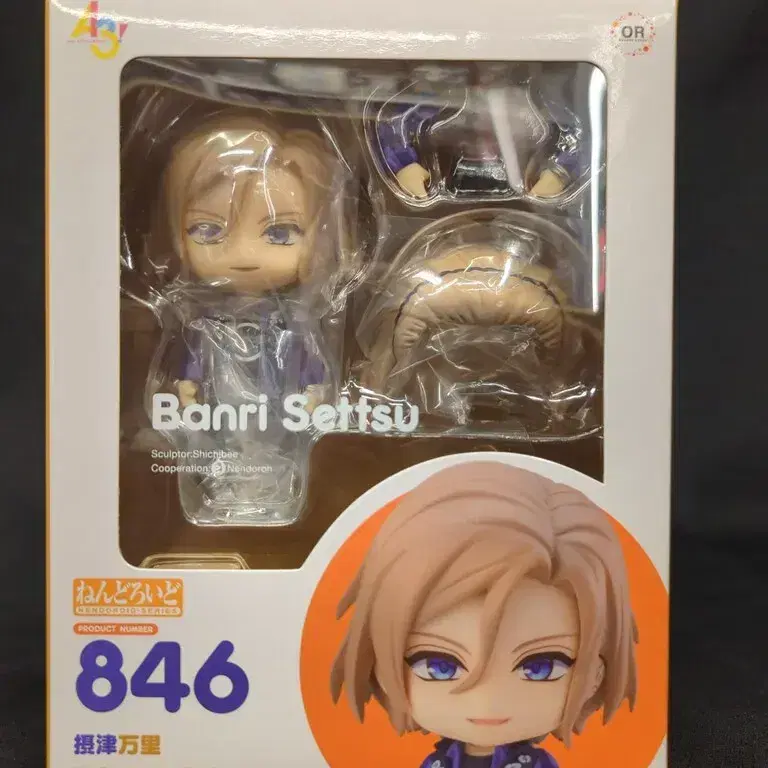 A3!
OR
Banri Settsu
Sculptor:Shichibee
Cooperation: Nendoron
ねんどろいど
NENDOROID SERIES
PRODUCT NUMBER
846
摂津万里